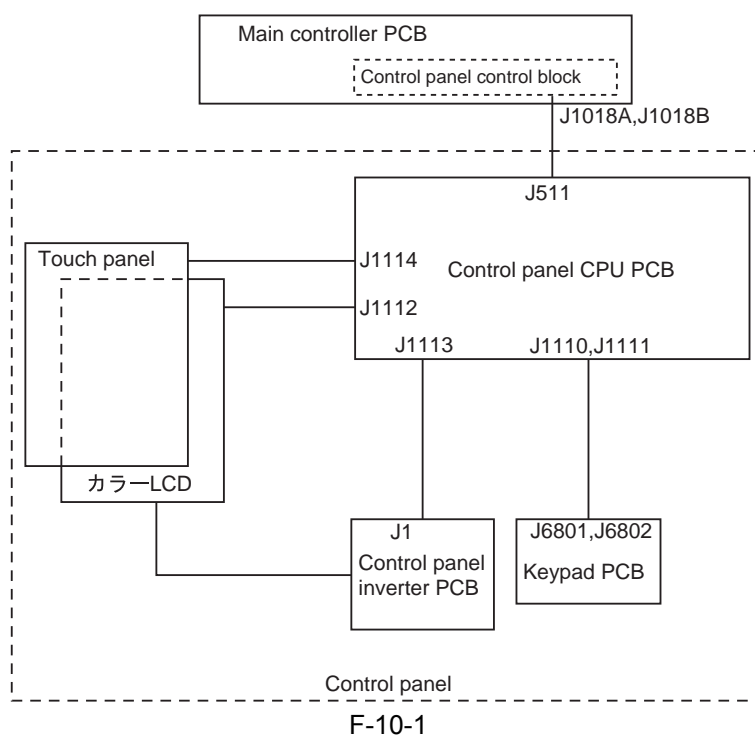 Main controller PCB
Control panel control block
J1018A,J1018B
J511
Touch panel
J1114
Control panel CPU PCB
J1112
J1113
J1110,J1111
カラーLCD
J1
Control panel
inverter PCB
J6801,J6802
Keypad PCB
Control panel
F-10-1